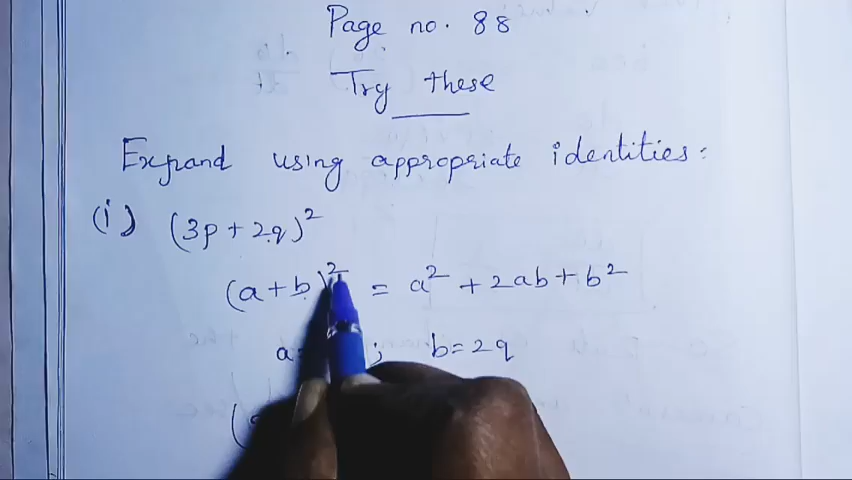 Page no. 88
Try these
Expand using appropriate identities:
(i) (3p + 2q)²
(a + b)² = a² + 2ab + b²
a= ; b = 2q
(